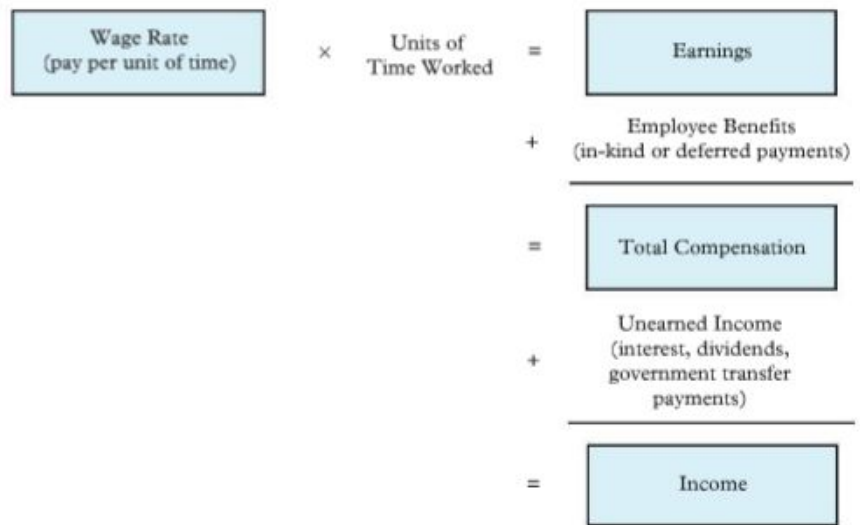 Wage Rate
(pay per unit of time)
×
Units of
Time Worked
=
Earnings
+
Employee Benefits
(in-kind or deferred payments)
=
Total Compensation
+
Unearned Income
(interest, dividends,
government transfer
payments)
=
Income